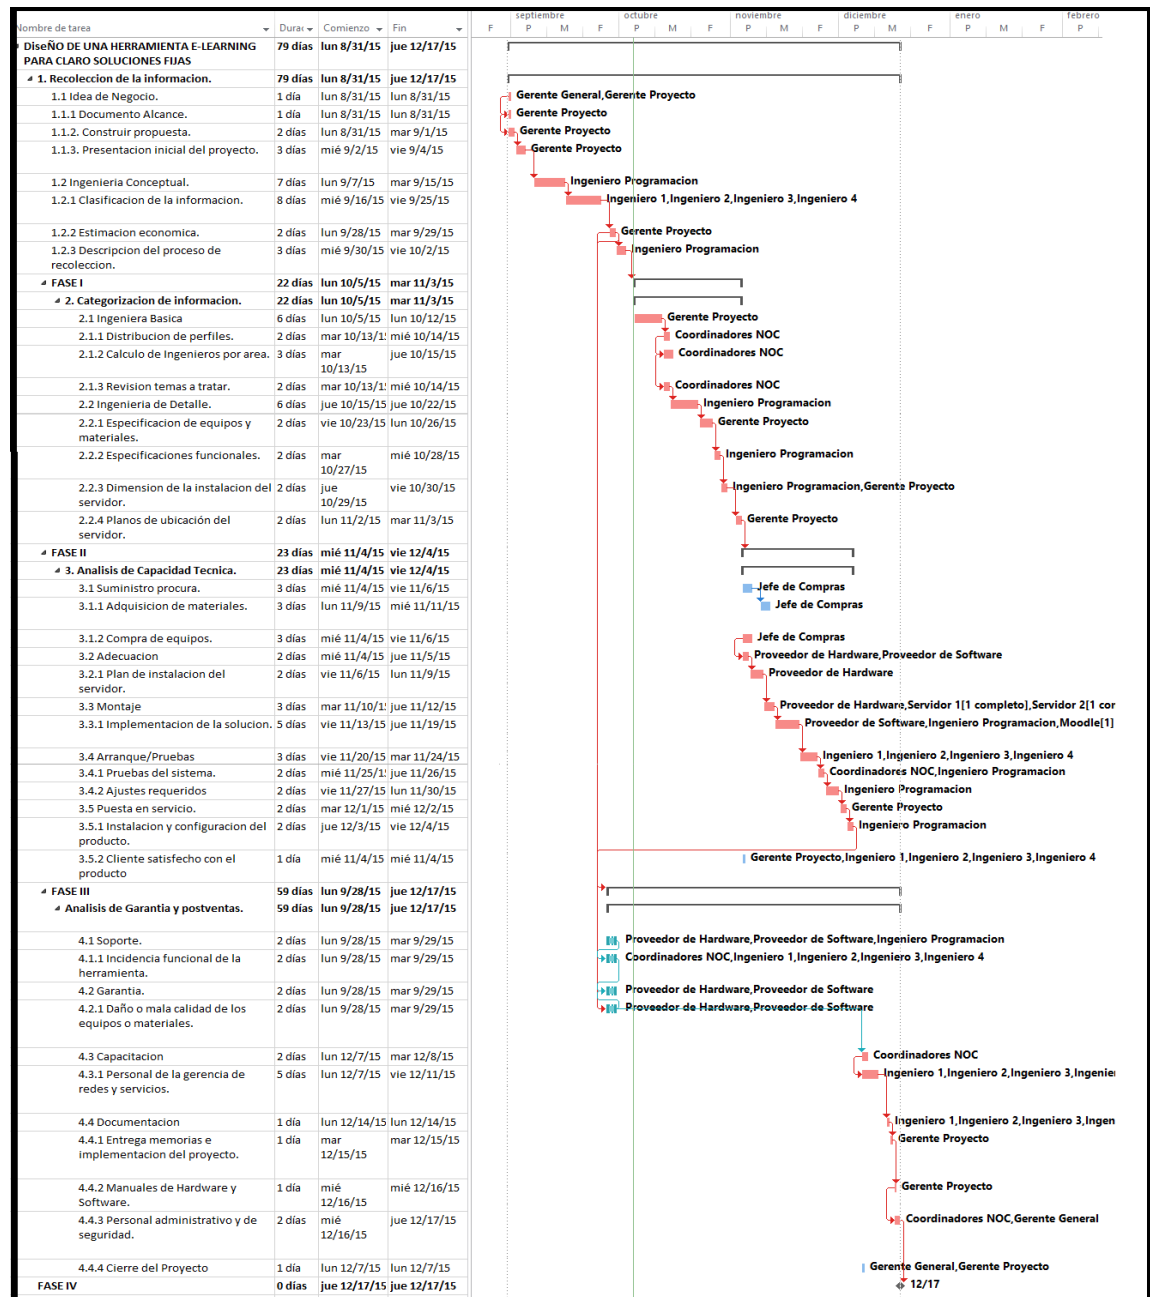 septiembre octubre noviembre diciembre enero febrero
Nombre de tarea Durac Comienzo Fin F P M F P M F P M F P M F P M F P
DiseÑO DE UNA HERRAMIENTA E-LEARNING 79 días lun 8/31/15 jue 12/17/15
PARA CLARO SOLUCIONES FIJAS
1. Recoleccion de la informacion. 79 días lun 8/31/15 jue 12/17/15
1.1 Idea de Negocio. 1 día lun 8/31/15 lun 8/31/15 Gerente General,Gerente Proyecto
1.1.1 Documento Alcance. 1 día lun 8/31/15 lun 8/31/15 Gerente Proyecto
1.1.2. Construir propuesta. 2 días lun 8/31/15 mar 9/1/15 Gerente Proyecto
1.1.3. Presentacion inicial del proyecto. 3 días mié 9/2/15 vie 9/4/15 Gerente Proyecto
1.2 Ingenieria Conceptual. 7 días lun 9/7/15 mar 9/15/15 Ingeniero Programacion
1.2.1 Clasificacion de la informacion. 8 días mié 9/16/15 vie 9/25/15 Ingeniero 1,Ingeniero 2,Ingeniero 3,Ingeniero 4
1.2.2 Estimacion economica. 2 días lun 9/28/15 mar 9/29/15 Gerente Proyecto
1.2.3 Descripcion del proceso de 3 días mié 9/30/15 vie 10/2/15 Ingeniero Programacion
recoleccion.
FASE I 22 días lun 10/5/15 mar 11/3/15
2. Categorizacion de informacion. 22 días lun 10/5/15 mar 11/3/15
2.1 Ingeniera Basica 6 días lun 10/5/15 lun 10/12/15 Gerente Proyecto
2.1.1 Distribucion de perfiles. 2 días mar 10/13/1 mié 10/14/15 Coordinadores NOC
2.1.2 Calculo de Ingenieros por area. 3 días mar jue 10/15/15 Coordinadores NOC
10/13/15
2.1.3 Revision temas a tratar. 2 días mar 10/13/1 mié 10/14/15 Coordinadores NOC
2.2 Ingenieria de Detalle. 6 días jue 10/15/15 jue 10/22/15 Ingeniero Programacion
2.2.1 Especificacion de equipos y 2 días vie 10/23/15 lun 10/26/15 Gerente Proyecto
materiales.
2.2.2 Especificaciones funcionales. 2 días mar mié 10/28/15 Ingeniero Programacion
10/27/15
2.2.3 Dimension de la instalacion del 2 días jue vie 10/30/15 Ingeniero Programacion,Gerente Proyecto
servidor. 10/29/15
2.2.4 Planos de ubicación del 2 días lun 11/2/15 mar 11/3/15 Gerente Proyecto
servidor.
FASE II 23 días mié 11/4/15 vie 12/4/15
3. Analisis de Capacidad Tecnica. 23 días mié 11/4/15 vie 12/4/15
3.1 Suministro procura. 3 días mié 11/4/15 vie 11/6/15 Jefe de Compras
3.1.1 Adquisicion de materiales. 3 días lun 11/9/15 mié 11/11/15 Jefe de Compras
3.1.2 Compra de equipos. 3 días mié 11/4/15 vie 11/6/15 Jefe de Compras
3.2 Adecuacion 2 días mié 11/4/15 jue 11/5/15 Proveedor de Hardware,Proveedor de Software
3.2.1 Plan de instalacion del 2 días vie 11/6/15 lun 11/9/15 Proveedor de Hardware
servidor.
3.3 Montaje 3 días mar 11/10/1 jue 11/12/15 Proveedor de Hardware,Servidor 1[1 completo],Servidor 2[1 cor
3.3.1 Implementacion de la solucion. 5 días vie 11/13/15 jue 11/19/15 Proveedor de Software,Ingeniero Programacion,Moodle[1]
3.4 Arranque/Pruebas 3 días vie 11/20/15 mar 11/24/15 Ingeniero 1,Ingeniero 2,Ingeniero 3,Ingeniero 4
3.4.1 Pruebas del sistema. 2 días mié 11/25/1 jue 11/26/15 Coordinadores NOC,Ingeniero Programacion
3.4.2 Ajustes requeridos 2 días vie 11/27/15 lun 11/30/15 Ingeniero Programacion
3.5 Puesta en servicio. 2 días mar 12/1/15 mié 12/2/15 Gerente Proyecto
3.5.1 Instalacion y configuracion del 2 días jue 12/3/15 vie 12/4/15 Ingeniero Programacion
producto.
3.5.2 Cliente satisfecho con el 1 día mié 11/4/15 mié 11/4/15 Gerente Proyecto,Ingeniero 1,Ingeniero 2,Ingeniero 3,Ingeniero 4
producto
FASE III 59 días lun 9/28/15 jue 12/17/15
Analisis de Garantia y postventas. 59 días lun 9/28/15 jue 12/17/15
4.1 Soporte. 2 días lun 9/28/15 mar 9/29/15 Proveedor de Hardware,Proveedor de Software,Ingeniero Programacion
4.1.1 Incidencia funcional de la 2 días lun 9/28/15 mar 9/29/15 Coordinadores NOC,Ingeniero 1,Ingeniero 2,Ingeniero 3,Ingeniero 4
herramienta.
4.2 Garantia. 2 días lun 9/28/15 mar 9/29/15 Proveedor de Hardware,Proveedor de Software
4.2.1 Daño o mala calidad de los 2 días lun 9/28/15 mar 9/29/15 Proveedor de Hardware,Proveedor de Software
equipos o materiales.
4.3 Capacitacion 2 días lun 12/7/15 mar 12/8/15 Coordinadores NOC
4.3.1 Personal de la gerencia de 5 días lun 12/7/15 vie 12/11/15 Ingeniero 1,Ingeniero 2,Ingeniero 3,Ingenie
redes y servicios.
4.4 Documentacion 1 día lun 12/14/15 lun 12/14/15 Ingeniero 1,Ingeniero 2,Ingeniero 3,Ingen
4.4.1 Entrega memorias e 1 día mar mar 12/15/15 Gerente Proyecto
implementacion del proyecto. 12/15/15
4.4.2 Manuales de Hardware y 1 día mié mié 12/16/15 Gerente Proyecto
Software. 12/16/15
4.4.3 Personal administrativo y de 2 días mié jue 12/17/15 Coordinadores NOC,Gerente General
seguridad. 12/16/15
4.4.4 Cierre del Proyecto 1 día lun 12/7/15 lun 12/7/15 Gerente General,Gerente Proyecto
FASE IV 0 días jue 12/17/15 jue 12/17/15 12/17